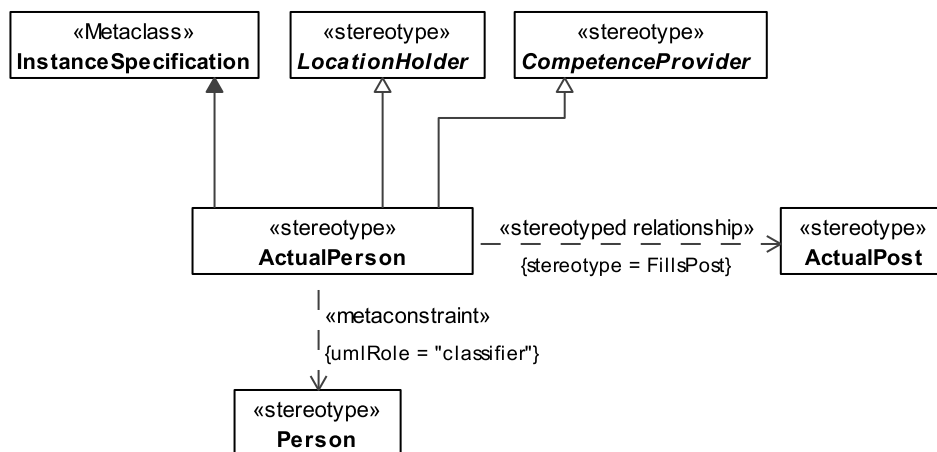 «Metaclass»
InstanceSpecification
«stereotype»
LocationHolder
«stereotype»
CompetenceProvider
«stereotype»
ActualPerson
«stereotyped relationship»
{stereotype = FillsPost}
«stereotype»
ActualPost
«metaconstraint»
{umlRole = "classifier"}
«stereotype»
Person